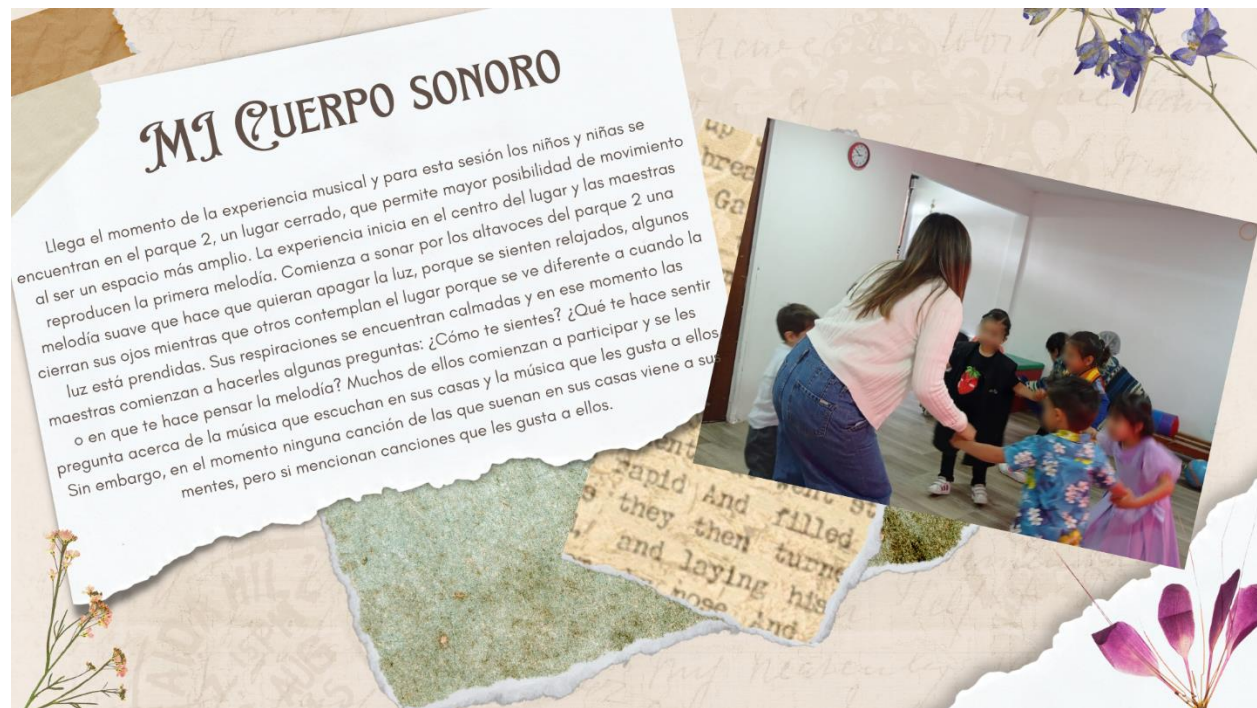 MI CUERPO SONORO
Llega el momento de la experiencia musical y para esta sesión los niños y niñas se
encuentran en el parque 2, un lugar cerrado, que permite mayor posibilidad de movimiento
al ser un espacio más amplio. La experiencia inicia en el centro del lugar y las maestras
reproducen la primera melodía. Comienza a sonar por los altavoces del parque 2 una
melodía suave que hace que quieran apagar la luz, porque se sienten relajados, algunos
cierran sus ojos mientras que otros contemplan el lugar porque se ve diferente a cuando la
luz está prendidas. Sus respiraciones se encuentran calmadas y en ese momento las
maestras comienzan a hacerles algunas preguntas: ¿Cómo te sientes? ¿Qué te hace sentir
o en que te hace pensar la melodía? Muchos de ellos comienzan a participar y se les
pregunta acerca de la música que escuchan en sus casas y la música que les gusta a ellos
Sin embargo, en el momento ninguna canción de las que suenan en sus casas viene a sus
mentes, pero si mencionan canciones que les gusta a ellos.
up
brea
Ga
went st
rapid And filled
they then turne
and laying his
nose And
my